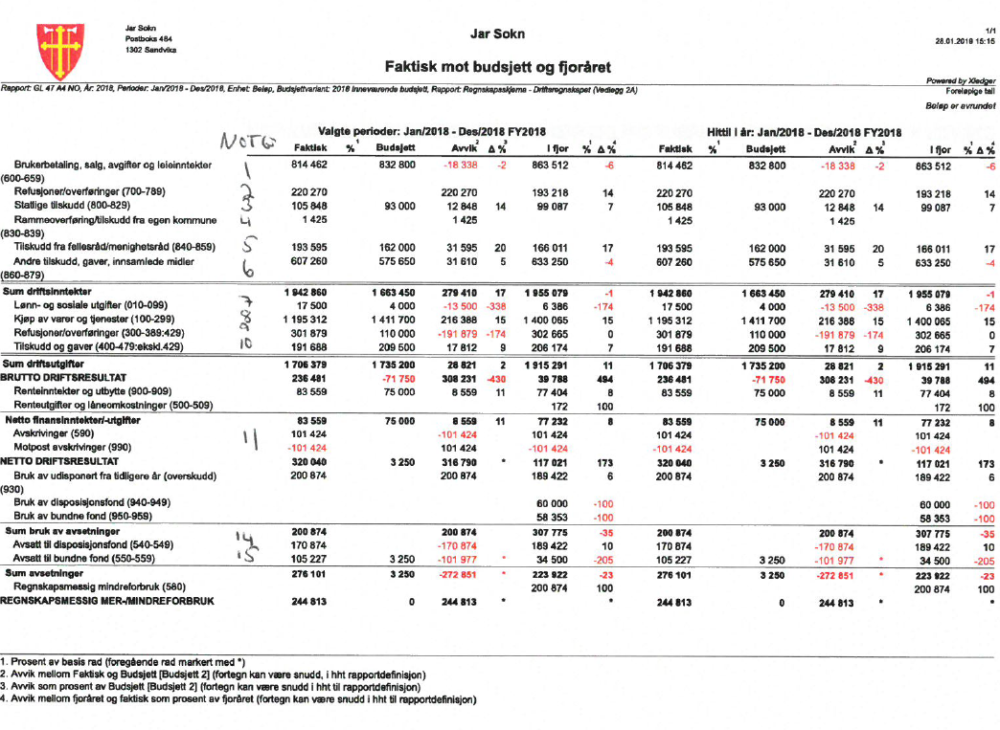 Jar Sokn
Postboks 484
1302 Sandvika
Jar Sokn
1/1
28.01.2019 15:15
Faktisk mot budsjett og fjoråret
Powered by Xledger
Rapport: GL 47 A4 NO, År: 2018, Perioder: Jan/2018 - Des/2018, Enhet: Beløp, Budsjettvariant: 2018 Inneværende budsjett, Rapport: Regnskapsskjema - Driftsregnskapet (Vedlegg 2A)
Foreløpige tall
Beløp er avrundet
Valgte perioder: Jan/2018 - Des/2018 FY2018 Hittil i år: Jan/2018 - Des/2018 FY2018
NOTE Faktisk %1 Budsjett Avvik2 Δ %3 I fjor % Δ %4 Faktisk %1 Budsjett Avvik2 Δ %3 I fjor % Δ %4
Brukerbetaling, salg, avgifter og leieinntekter 1 814 462 832 800 -18 338 -2 863 512 -6 814 462 832 800 -18 338 -2 863 512 -6
(600-659)
Refusjoner/overføringer (700-789) 2 220 270 220 270 193 218 14 220 270 220 270 193 218 14
Statlige tilskudd (800-829) 3 105 848 93 000 12 848 14 99 087 7 105 848 93 000 12 848 14 99 087 7
Rammeoverføring/tilskudd fra egen kommune 4 1 425 1 425 1 425 1 425
(830-839)
Tilskudd fra fellesråd/menighetsråd (840-859) 5 193 595 162 000 31 595 20 166 011 17 193 595 162 000 31 595 20 166 011 17
Andre tilskudd, gaver, innsamlede midler 6 607 260 575 650 31 610 5 633 250 -4 607 260 575 650 31 610 5 633 250 -4
(860-879)
Sum driftsinntekter 1 942 860 1 663 450 279 410 17 1 955 079 -1 1 942 860 1 663 450 279 410 17 1 955 079 -1
Lønn- og sosiale utgifter (010-099) 7 17 500 4 000 -13 500 -338 6 386 -174 17 500 4 000 -13 500 -338 6 386 -174
Kjøp av varer og tjenester (100-299) 8 1 195 312 1 411 700 216 388 15 1 400 065 15 1 195 312 1 411 700 216 388 15 1 400 065 15
Refusjoner/overføringer (300-389:429) 9 301 879 110 000 -191 879 -174 302 665 0 301 879 110 000 -191 879 -174 302 665 0
Tilskudd og gaver (400-479:ekskl.429) 10 191 688 209 500 17 812 9 206 174 7 191 688 209 500 17 812 9 206 174 7
Sum driftsutgifter 1 706 379 1 735 200 28 821 2 1 915 291 11 1 706 379 1 735 200 28 821 2 1 915 291 11
BRUTTO DRIFTSRESULTAT 236 481 -71 750 308 231 -430 39 788 494 236 481 -71 750 308 231 -430 39 788 494
Renteinntekter og utbytte (900-909) 83 559 75 000 8 559 11 77 404 8 83 559 75 000 8 559 11 77 404 8
Renteutgifter og låneomkostninger (500-509) 172 100 172 100
Netto finansinntekter/-utgifter 83 559 75 000 8 559 11 77 232 8 83 559 75 000 8 559 11 77 232 8
Avskrivinger (590) 11 101 424 -101 424 101 424 101 424 -101 424 101 424
Motpost avskrivinger (990) -101 424 101 424 -101 424 -101 424 101 424 -101 424
NETTO DRIFTSRESULTAT 320 040 3 250 316 790 * 117 021 173 320 040 3 250 316 790 * 117 021 173
Bruk av udisponert fra tidligere år (overskudd) 200 874 200 874 189 422 6 200 874 200 874 189 422 6
(930)
Bruk av disposisjonsfond (940-949) 60 000 -100 60 000 -100
Bruk av bundne fond (950-959) 58 353 -100 58 353 -100
Sum bruk av avsetninger 200 874 200 874 307 775 -35 200 874 200 874 307 775 -35
Avsatt til disposisjonsfond (540-549) 14 170 874 -170 874 189 422 10 170 874 -170 874 189 422 10
Avsatt til bundne fond (550-559) 15 105 227 3 250 -101 977 * 34 500 -205 105 227 3 250 -101 977 * 34 500 -205
Sum avsetninger 276 101 3 250 -272 851 * 223 922 -23 276 101 3 250 -272 851 * 223 922 -23
Regnskapsmessig mindreforbruk (580) 200 874 100 200 874 100
REGNSKAPSMESSIG MER-/MINDREFORBRUK 244 813 0 244 813 * * 244 813 0 244 813 * *
1. Prosent av basis rad (foregående rad markert med *)
2. Avvik mellom Faktisk og Budsjett [Budsjett 2] (fortegn kan være snudd, i hht rapportdefinisjon)
3. Avvik som prosent av Budsjett [Budsjett 2] (fortegn kan være snudd i hht til rapportdefinisjon)
4. Avvik mellom fjoråret og faktisk som prosent av fjoråret (fortegn kan være snudd i hht til rapportdefinisjon)